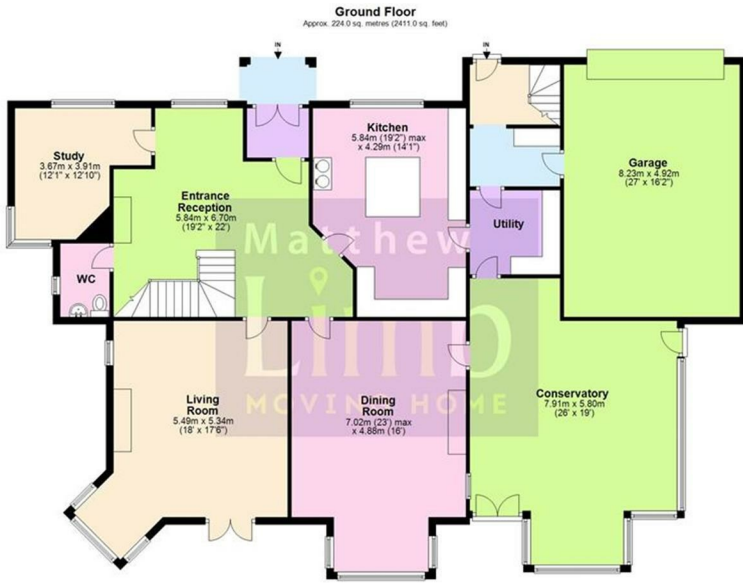 Ground Floor
Approx. 224.0 sq. metres (2411.0 sq. feet)
IN
IN
Study
3.67m x 3.91m
(12'1" x 12'10")
Kitchen
5.84m (19'2") max
x 4.29m (14'1")
Garage
8.23m x 4.92m
(27' x 16'2")
Entrance
Reception
5.84m x 6.70m
(19'2" x 22')
Utility
Matthew
WC
Limb
MOVING HOME
Living
Room
5.49m x 5.34m
(18' x 17'6")
Dining
Room
7.02m (23') max
x 4.88m (16')
Conservatory
7.91m x 5.80m
(26' x 19')